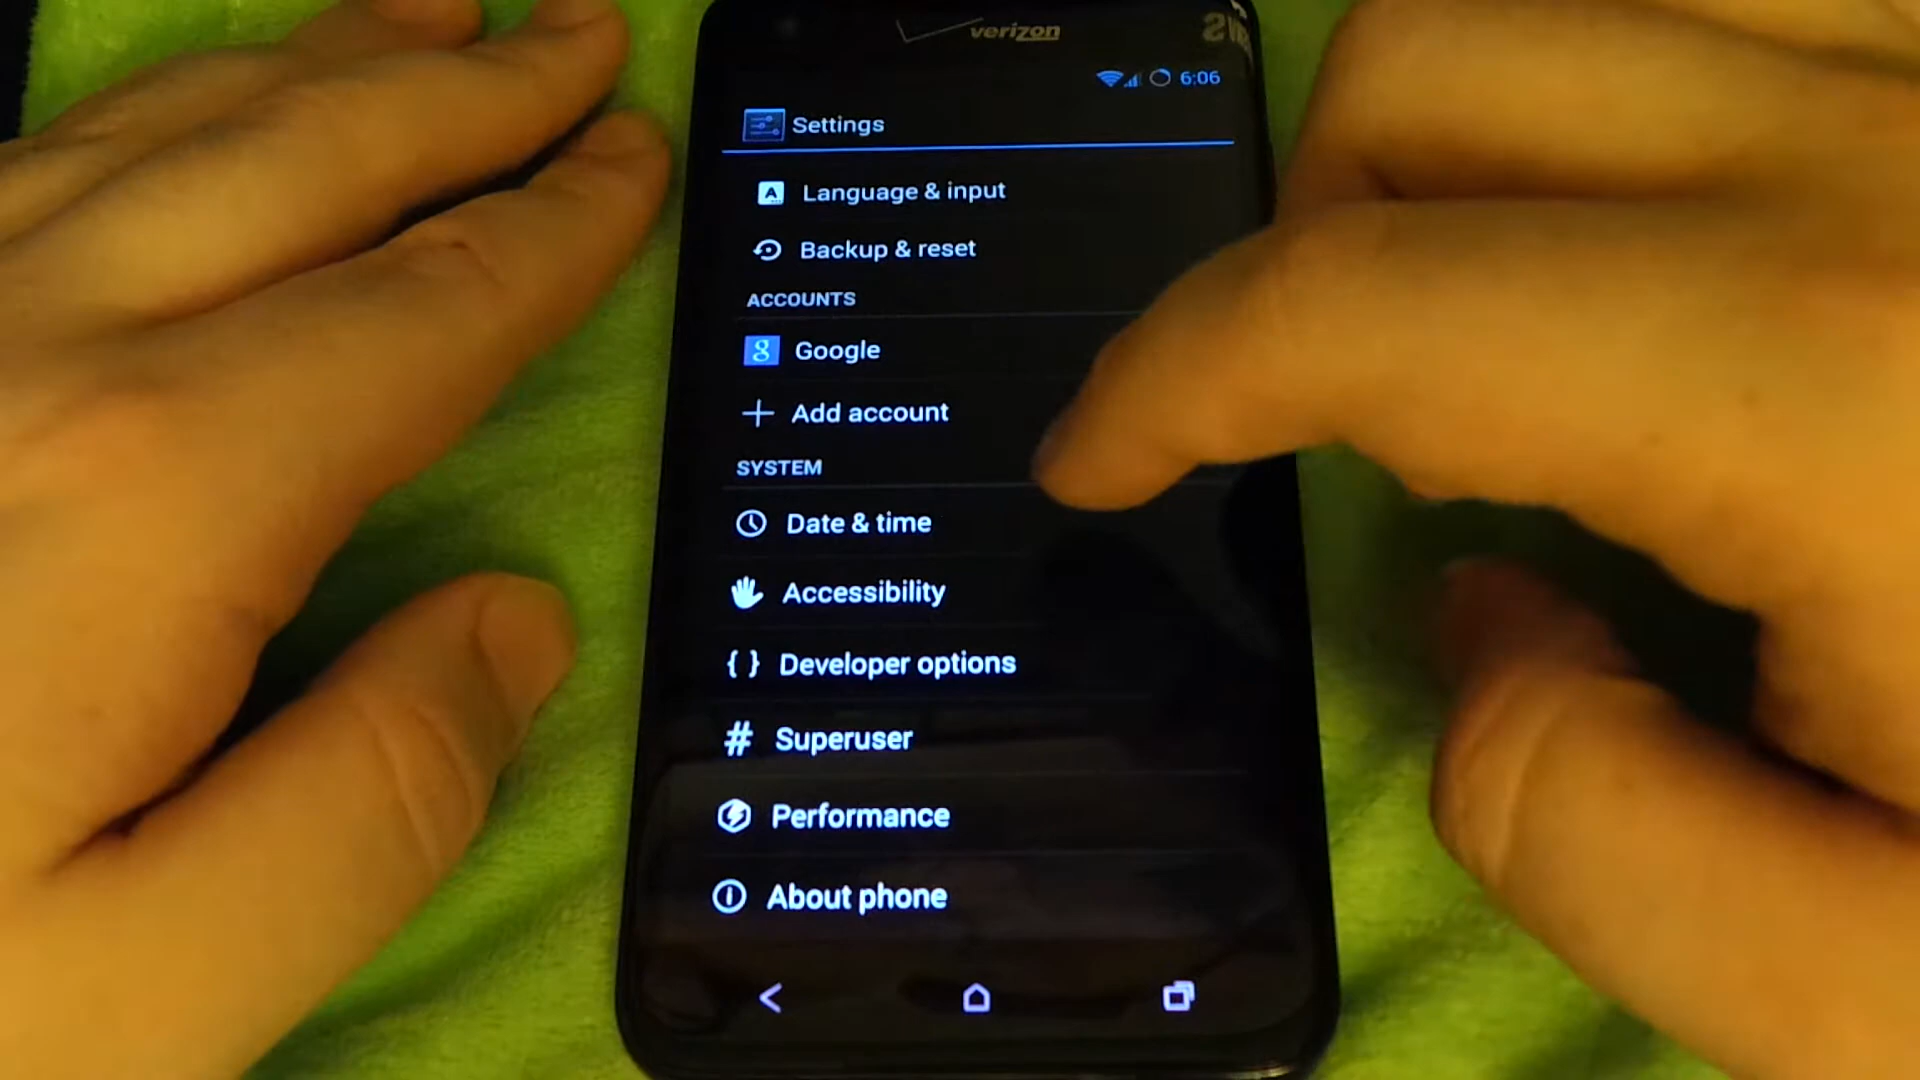 verizon
6:06
Settings
Language & input
Backup & reset
ACCOUNTS
Google
Add account
SYSTEM
Date & time
Accessibility
{ } Developer options
# Superuser
Performance
About phone